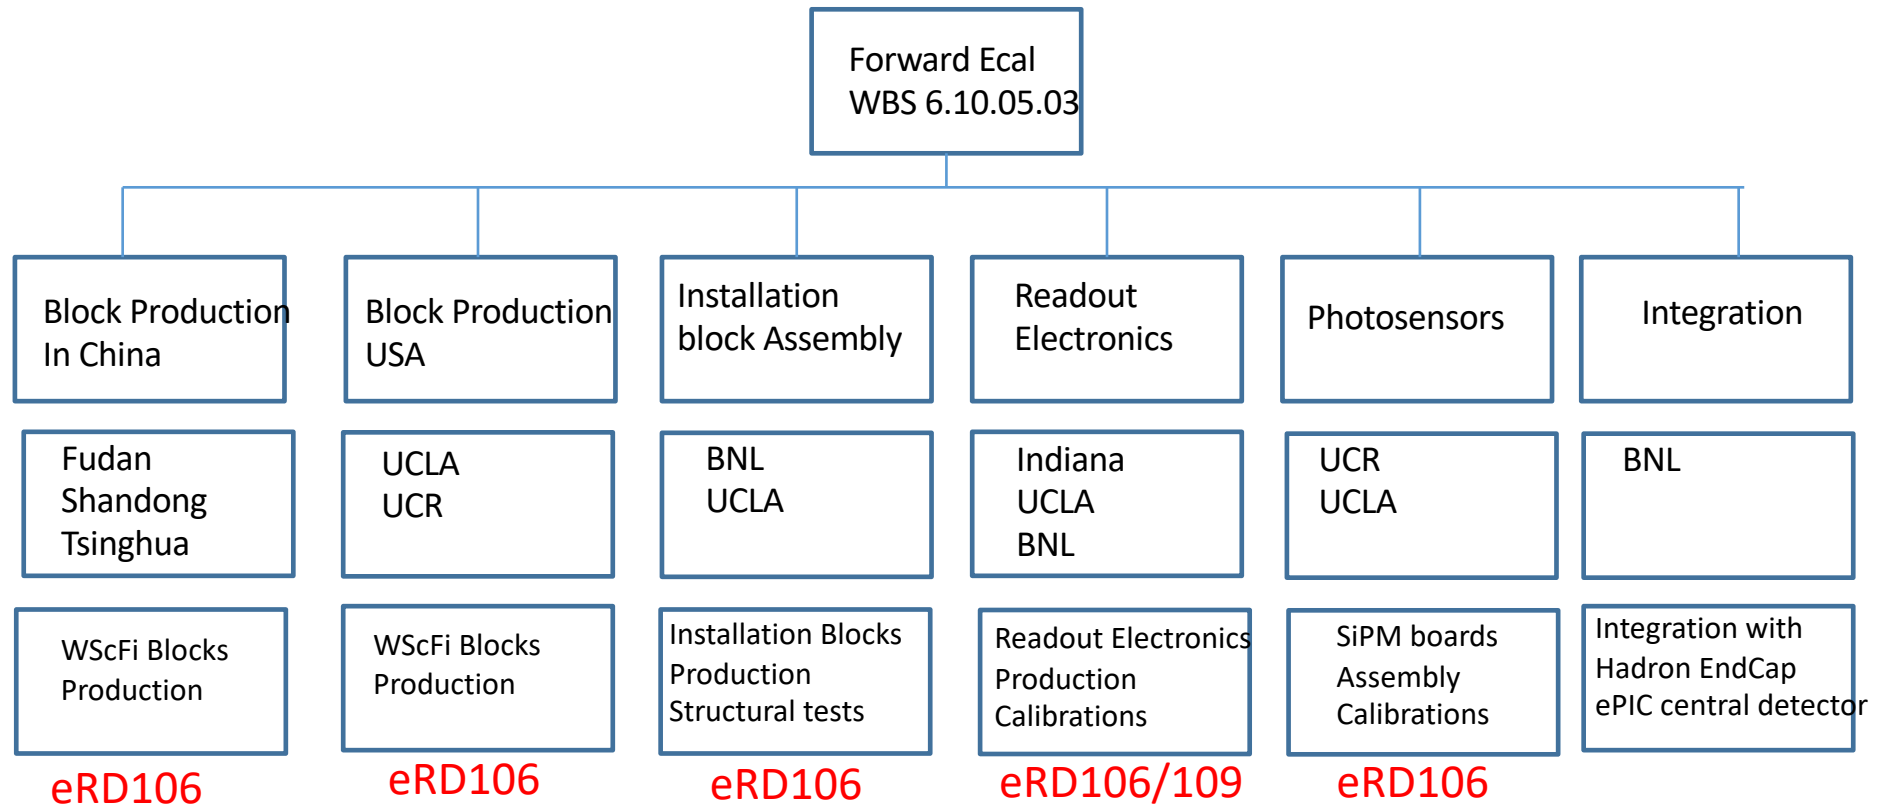 Forward Ecal
WBS 6.10.05.03
Block Production
In China
Block Production
USA
Installation
block Assembly
Readout
Electronics
Photosensors
Integration
Fudan
Shandong
Tsinghua
UCLA
UCR
BNL
UCLA
Indiana
UCLA
BNL
UCR
UCLA
BNL
WScFi Blocks
Production
WScFi Blocks
Production
Installation Blocks
Production
Structural tests
Readout Electronics
Production
Calibrations
SiPM boards
Assembly
Calibrations
Integration with
Hadron EndCap
ePIC central detector
eRD106
eRD106
eRD106
eRD106/109
eRD106